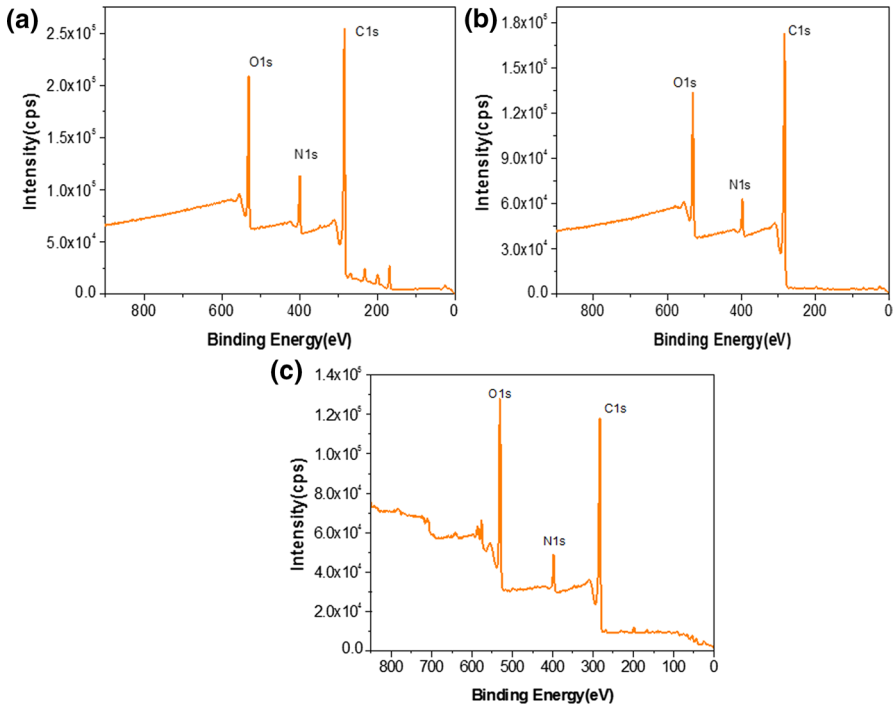 (a)
2.5x10⁵
2.0x10⁵
1.5x10⁵
1.0x10⁵
5.0x10⁴
0.0
Intensity(cps)
O1s
N1s
C1s
800
600
400
200
0
Binding Energy(eV)
(b)
1.8x10⁵
1.5x10⁵
1.2x10⁵
9.0x10⁴
6.0x10⁴
3.0x10⁴
0.0
Intensity(cps)
O1s
N1s
C1s
800
600
400
200
0
Binding Energy(eV)
(c)
1.4x10⁵
1.2x10⁵
1.0x10⁵
8.0x10⁴
6.0x10⁴
4.0x10⁴
2.0x10⁴
0.0
Intensity(cps)
O1s
N1s
C1s
800
700
600
500
400
300
200
100
0
Binding Energy(eV)